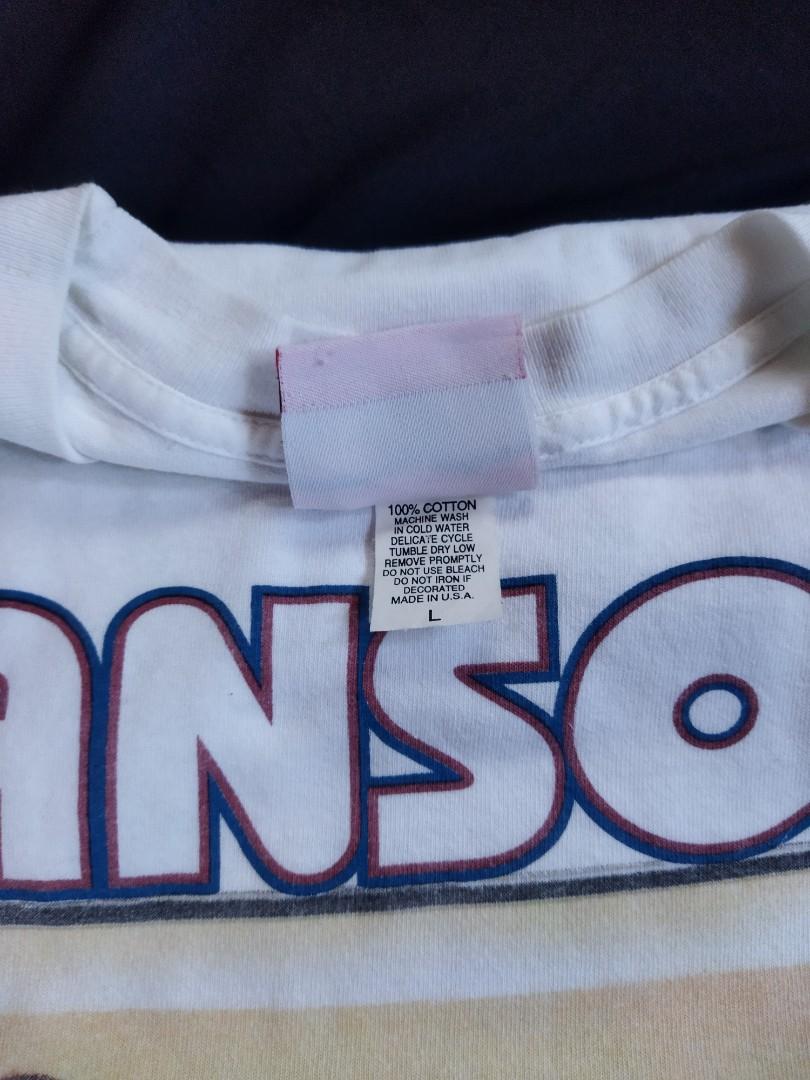 100% COTTON
MACHINE WASH
IN COLD WATER
DELICATE CYCLE
TUMBLE DRY LOW
REMOVE PROMPTLY
DO NOT USE BLEACH
DO NOT IRON IF
DECORATED
MADE IN U.S.A.
L
ANSO